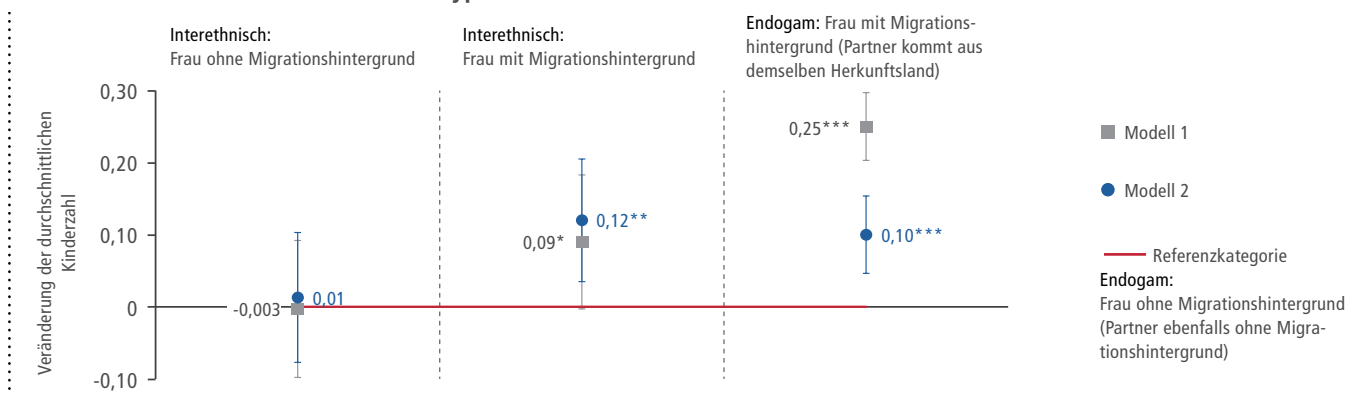 Interethnisch:
Frau ohne Migrationshintergrund
Interethnisch:
Frau mit Migrationshintergrund
Endogam: Frau mit Migrations-
hintergrund (Partner kommt aus
demselben Herkunftsland)
Veränderung der durchschnittlichen
Kinderzahl
0,30
0,20
0,10
0
-0,10
-0,003
0,01
0,09*
0,12**
0,25***
0,10***
Modell 1
Modell 2
Referenzkategorie
Endogam:
Frau ohne Migrationshintergrund
(Partner ebenfalls ohne Migra-
tionshintergrund)